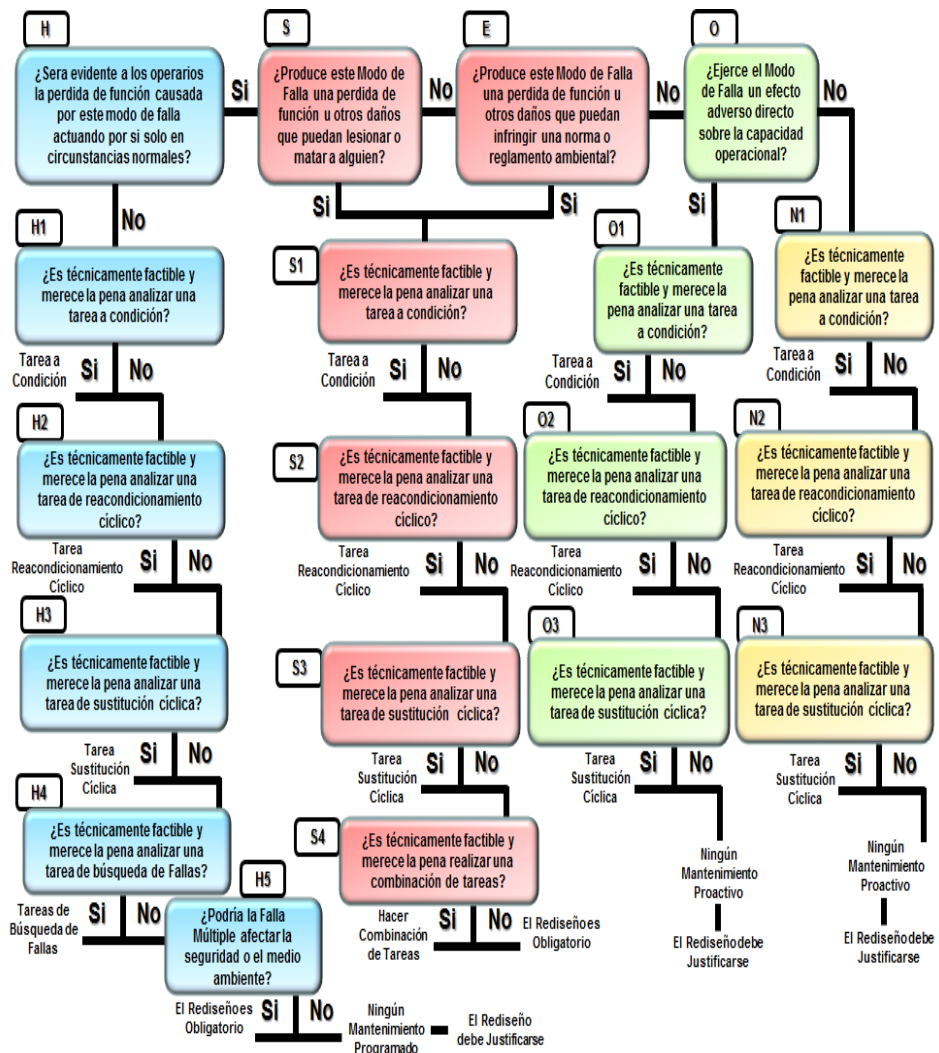 H
¿Sera evidente a los operarios
la perdida de función causada
por este modo de falla
actuando por si solo en
circunstancias normales?
Si
S
¿Produce este Modo de
Falla una perdida de
función u otros daños
que puedan lesionar o
matar a alguien?
No
E
¿Produce este Modo de Falla
una perdida de función u
otros daños que puedan
infringir una norma o
reglamento ambiental?
No
O
¿Ejerce el Modo
de Falla un efecto
adverso directo
sobre la capacidad
operacional?
No
No
Si
Si
Si
H1
¿Es técnicamente factible y
merece la pena analizar una
tarea a condición?
S1
¿Es técnicamente factible y
merece la pena analizar una
tarea a condición?
O1
¿Es técnicamente
factible y merece la
pena analizar una tarea
a condición?
N1
¿Es técnicamente
factible y merece la
pena analizar una tarea
a condición?
Tarea a
Condición
Si
No
Tarea a
Condición
Si
No
Tarea a
Condición
Si
No
Tarea a
Condición
Si
No
H2
¿Es técnicamente factible y
merece la pena analizar una
tarea de reacondicionamiento
cíclico?
S2
¿Es técnicamente factible y
merece la pena analizar una
tarea de reacondicionamiento
cíclico?
O2
¿Es técnicamente factible y
merece la pena analizar una
tarea de reacondicionamiento
cíclico?
N2
¿Es técnicamente factible y
merece la pena analizar una
tarea de reacondicionamiento
cíclico?
Tarea
Reacondicionamiento
Cíclico
Si
No
Tarea
Reacondicionamiento
Cíclico
Si
No
Tarea
Reacondicionamiento
Cíclico
Si
No
Tarea
Reacondicionamiento
Cíclico
Si
No
H3
¿Es técnicamente factible y
merece la pena analizar una
tarea de sustitución cíclica?
S3
¿Es técnicamente factible y
merece la pena analizar una
tarea de sustitución cíclica?
O3
¿Es técnicamente factible y
merece la pena analizar una
tarea de sustitución cíclica?
N3
¿Es técnicamente factible y
merece la pena analizar una
tarea de sustitución cíclica?
Tarea
Sustitución
Cíclica
Si
No
Tarea
Sustitución
Cíclica
Si
No
Tarea
Sustitución
Cíclica
Si
No
Tarea
Sustitución
Cíclica
Si
No
H4
¿Es técnicamente factible y
merece la pena analizar una
tarea de búsqueda de Fallas?
S4
¿Es técnicamente factible y
merece la pena realizar una
combinación de tareas?
Ningún
Mantenimiento
Proactivo
El Rediseño debe
Justificarse
Ningún
Mantenimiento
Proactivo
El Rediseño debe
Justificarse
Tareas de
Búsqueda de
Fallas
Si
No
H5
¿Podría la Falla
Múltiple afectar la
seguridad o el medio
ambiente?
Hacer
Combinación
de Tareas
Si
No
El Rediseño es
Obligatorio
El Rediseño es
Obligatorio
Si
No
Ningún
Mantenimiento
Programado
El Rediseño
debe Justificarse